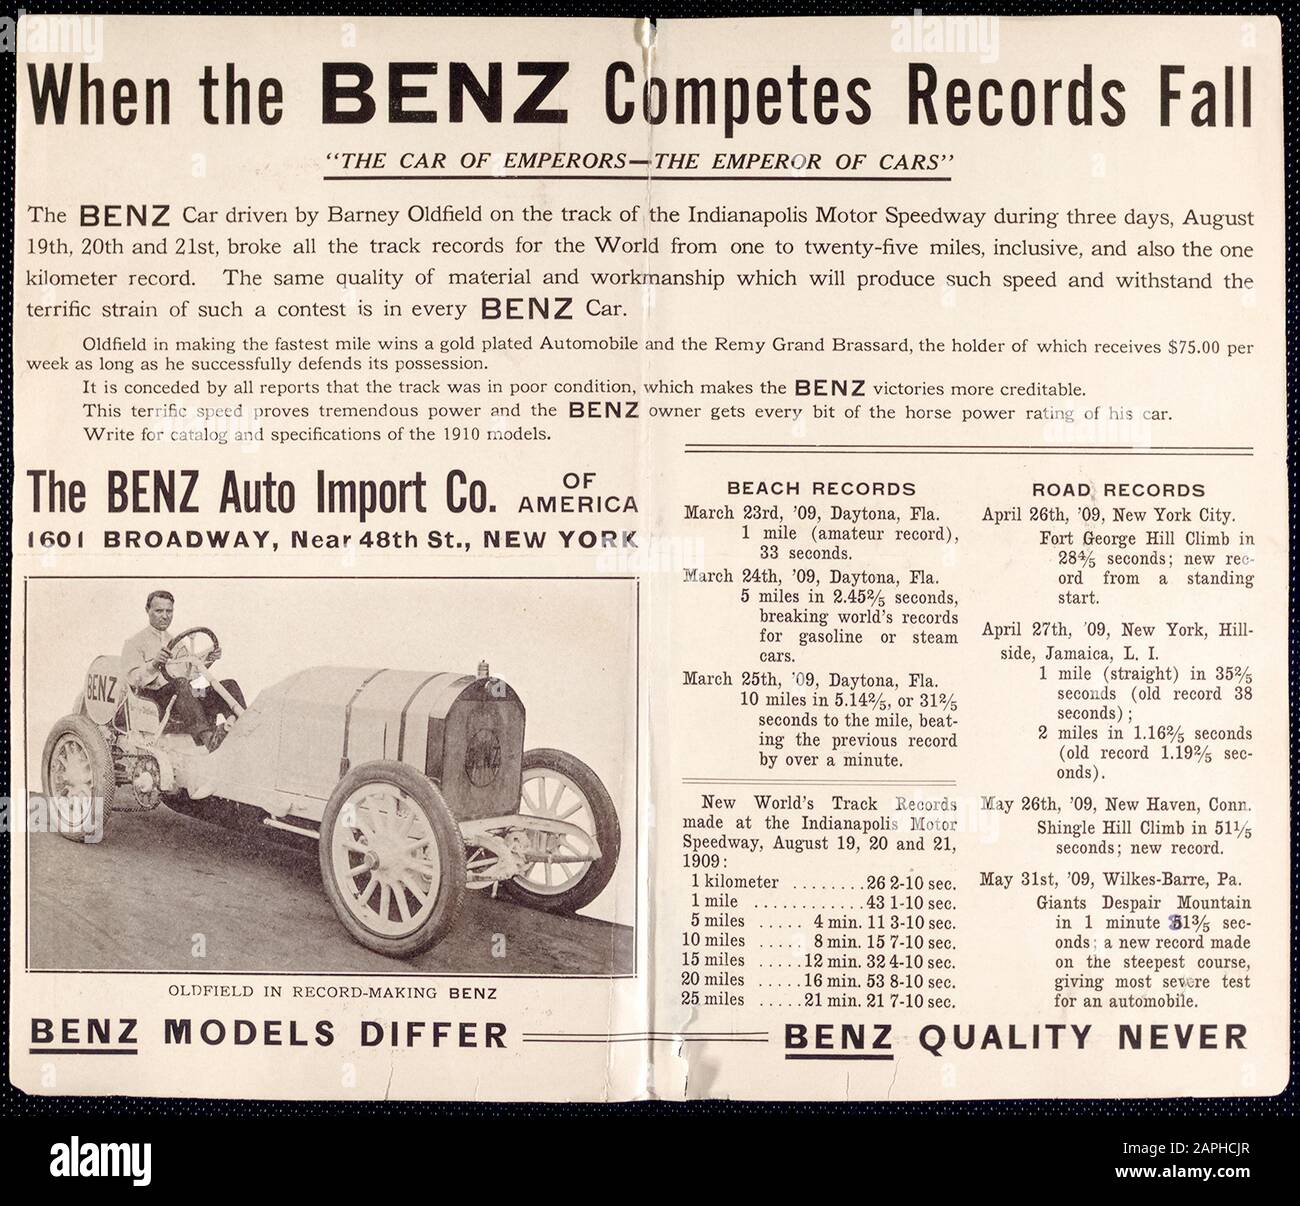 When the BENZ Competes Records Fall
"THE CAR OF EMPERORS—THE EMPEROR OF CARS"
The BENZ Car driven by Barney Oldfield on the track of the Indianapolis Motor Speedway during three days, August
19th, 20th and 21st, broke all the track records for the World from one to twenty-five miles, inclusive, and also the one
kilometer record. The same quality of material and workmanship which will produce such speed and withstand the
terrific strain of such a contest is in every BENZ Car.
Oldfield in making the fastest mile wins a gold plated Automobile and the Remy Grand Brassard, the holder of which receives $75.00 per
week as long as he successfully defends its possession.
It is conceded by all reports that the track was in poor condition, which makes the BENZ victories more creditable.
This terrific speed proves tremendous power and the BENZ owner gets every bit of the horse power rating of his car.
Write for catalog and specifications of the 1910 models.
The BENZ Auto Import Co. OF AMERICA
1601 BROADWAY, Near 48th St., NEW YORK
BENZ
OLDFIELD IN RECORD-MAKING BENZ
BEACH RECORDS
March 23rd, '09, Daytona, Fla.
1 mile (amateur record),
33 seconds.
March 24th, '09, Daytona, Fla.
5 miles in 2.45⅖ seconds,
breaking world's records
for gasoline or steam
cars.
March 25th, '09, Daytona, Fla.
10 miles in 5.14⅖, or 31⅖
seconds to the mile, beat-
ing the previous record
by over a minute.
New World's Track Records
made at the Indianapolis Motor
Speedway, August 19, 20 and 21,
1909:
1 kilometer ........ 26 2-10 sec.
1 mile ............ 43 1-10 sec.
5 miles ..... 4 min. 11 3-10 sec.
10 miles ..... 8 min. 15 7-10 sec.
15 miles ..... 12 min. 32 4-10 sec.
20 miles ..... 16 min. 53 8-10 sec.
25 miles ..... 21 min. 21 7-10 sec.
ROAD RECORDS
April 26th, '09, New York City.
Fort George Hill Climb in
28⅘ seconds; new rec-
ord from a standing
start.
April 27th, '09, New York, Hill-
side, Jamaica, L. I.
1 mile (straight) in 35⅖
seconds (old record 38
seconds);
2 miles in 1.16⅖ seconds
(old record 1.19⅖ sec-
onds).
May 26th, '09, New Haven, Conn.
Shingle Hill Climb in 51⅕
seconds; new record.
May 31st, '09, Wilkes-Barre, Pa.
Giants Despair Mountain
in 1 minute 31⅗ sec-
onds; a new record made
on the steepest course,
giving most severe test
for an automobile.
BENZ MODELS DIFFER BENZ QUALITY NEVER
alamy
Image ID: 2APHCJR
www.alamy.com